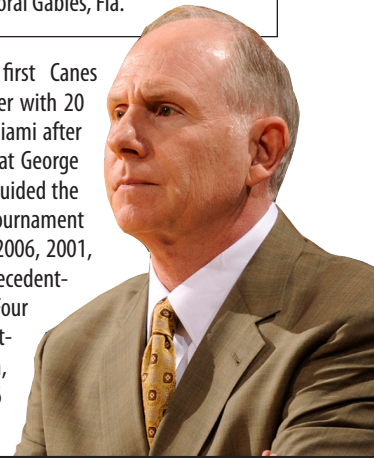 oral Gables, Fla.
first Canes
er with 20
iami after
at George
uided the
ournament
2006, 2001,
ecedent-
Four
t-
,